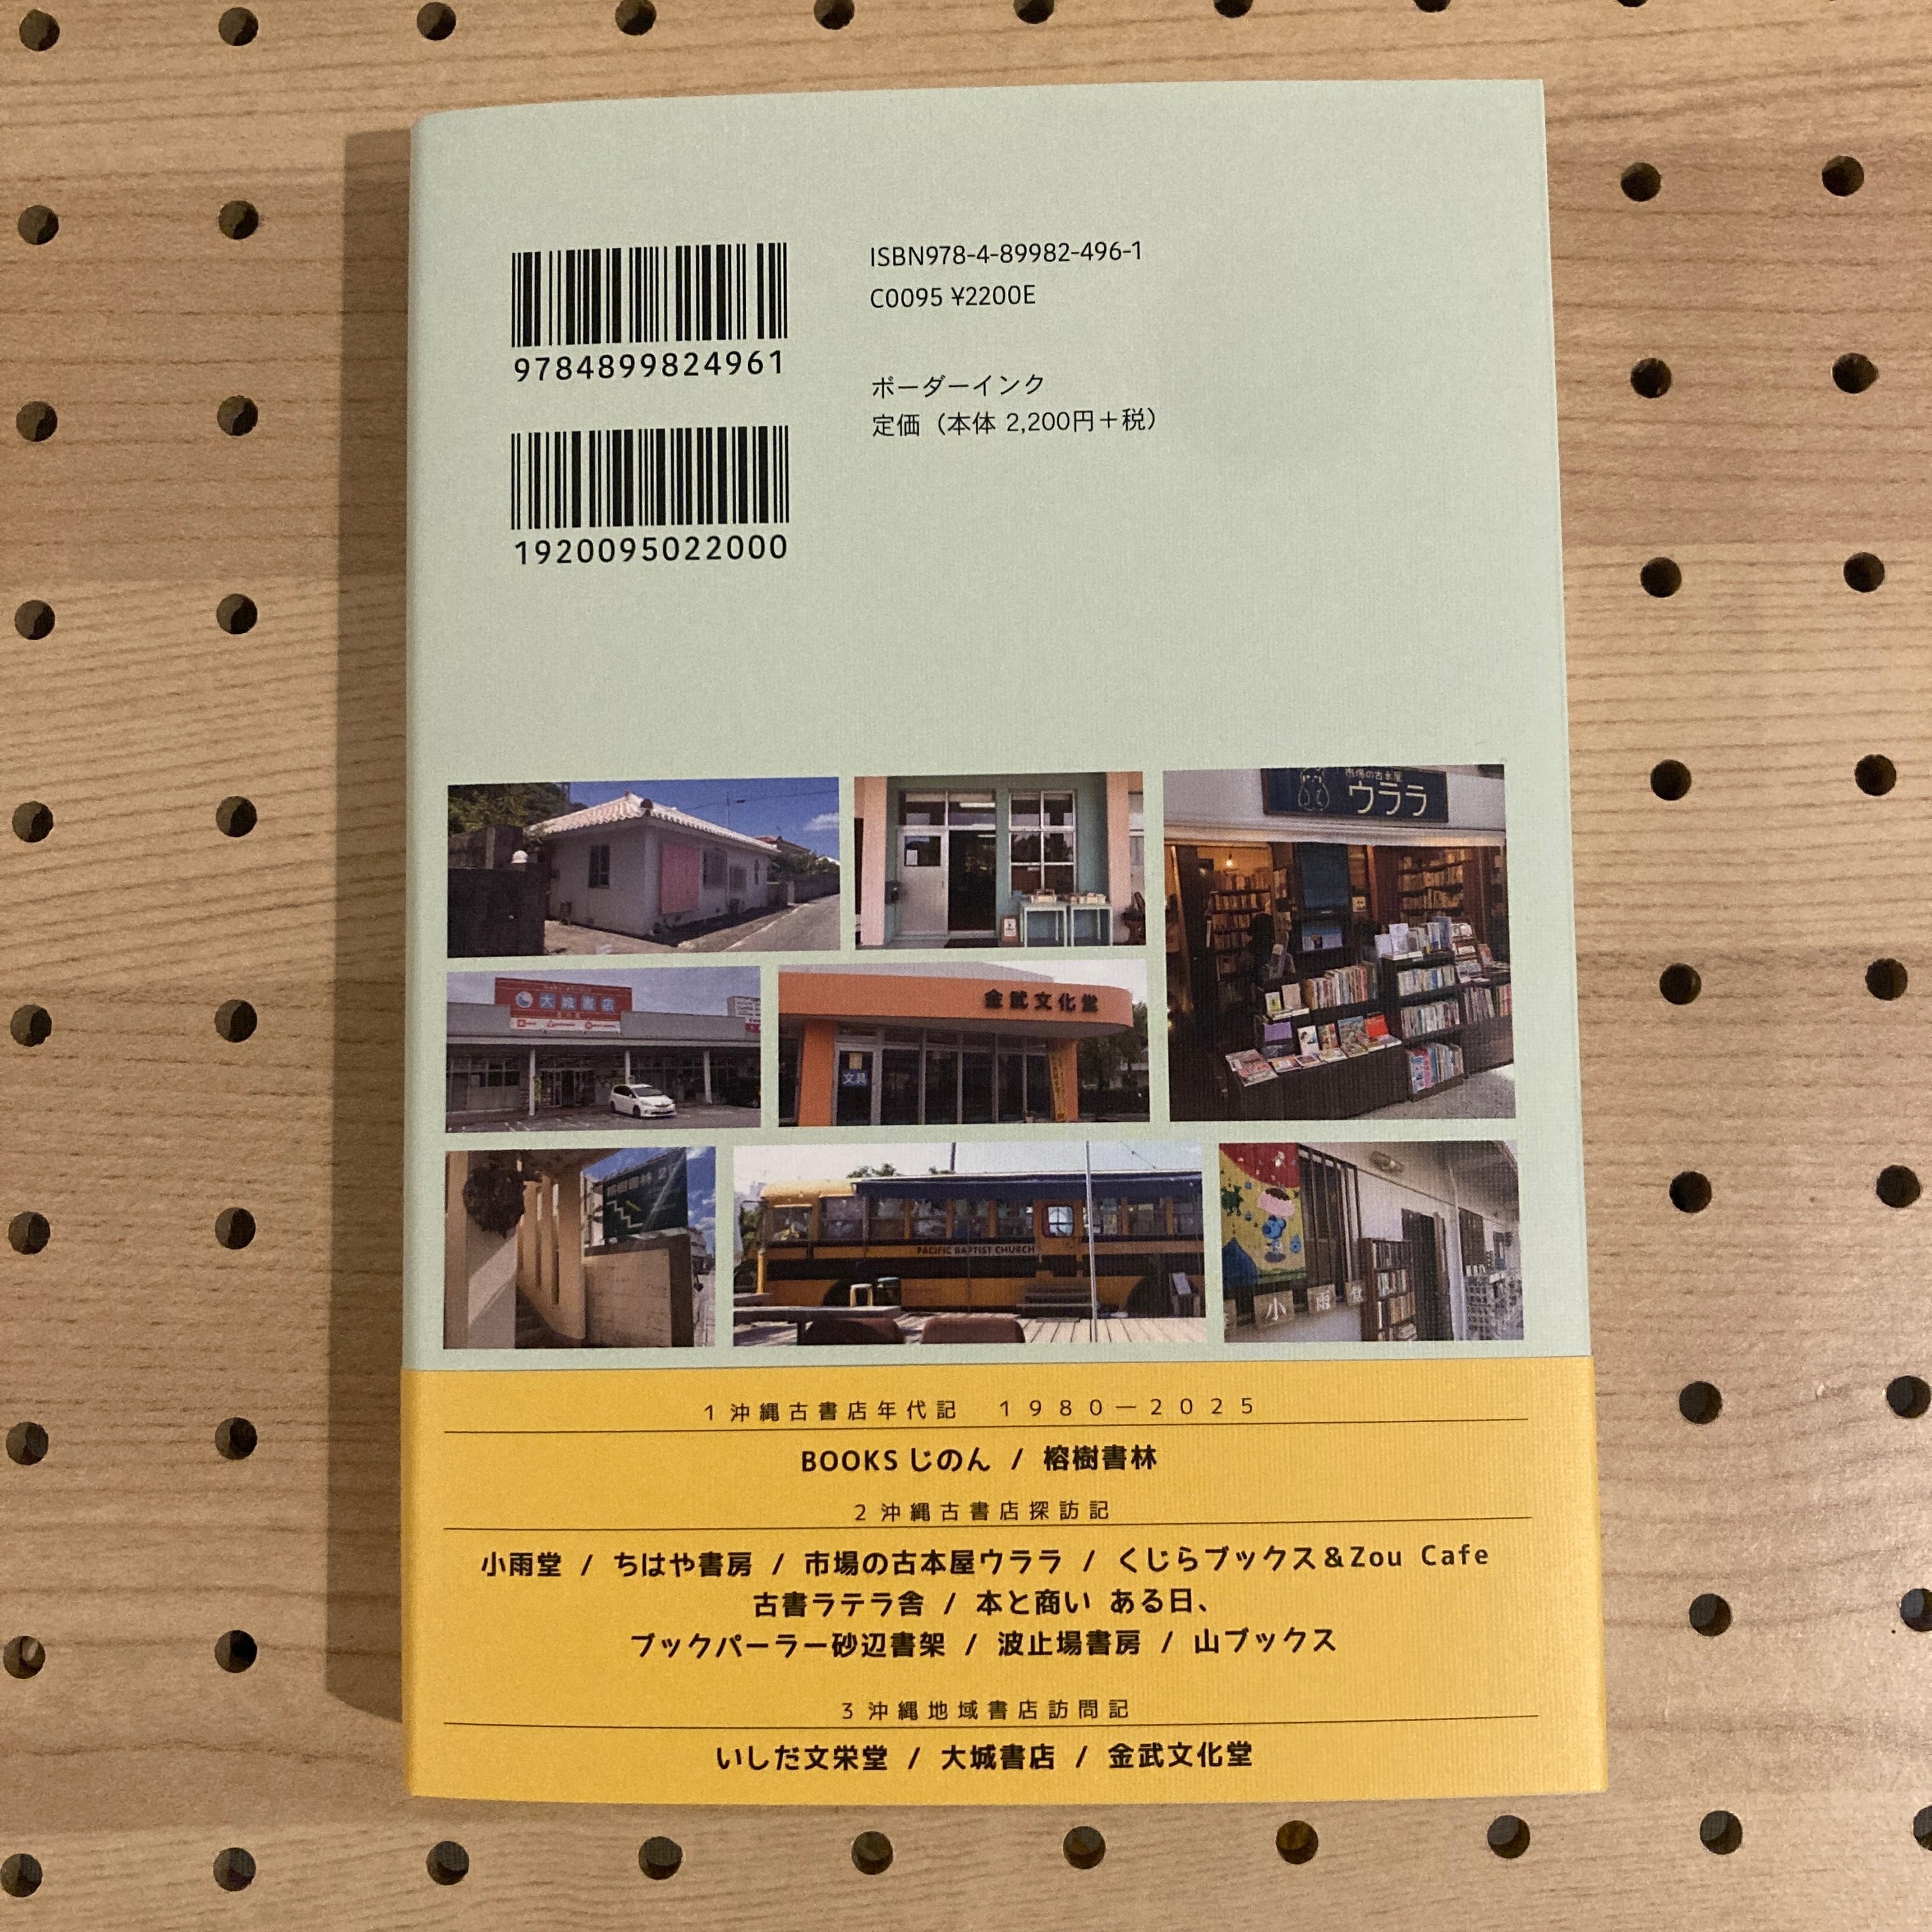 ISBN978-4-89982-496-1
C0095 ¥2200E
9784899824961
ボーダーインク
定価（本体 2,200円＋税）
1920095022000
市場の古本屋
ウララ
大城書店
金武文化堂
文具
榕樹書林
PACIFIC BAPTIST CHURCH
小雨堂
1 沖縄古書店年代記　1980―2025
BOOKS じのん / 榕樹書林
2 沖縄古書店探訪記
小雨堂 / ちはや書房 / 市場の古本屋ウララ / くじらブックス＆Zou Cafe
古書ラテラ舎 / 本と商い ある日、
ブックパーラー砂辺書架 / 波止場書房 / 山ブックス
3 沖縄地域書店訪問記
いしだ文栄堂 / 大城書店 / 金武文化堂